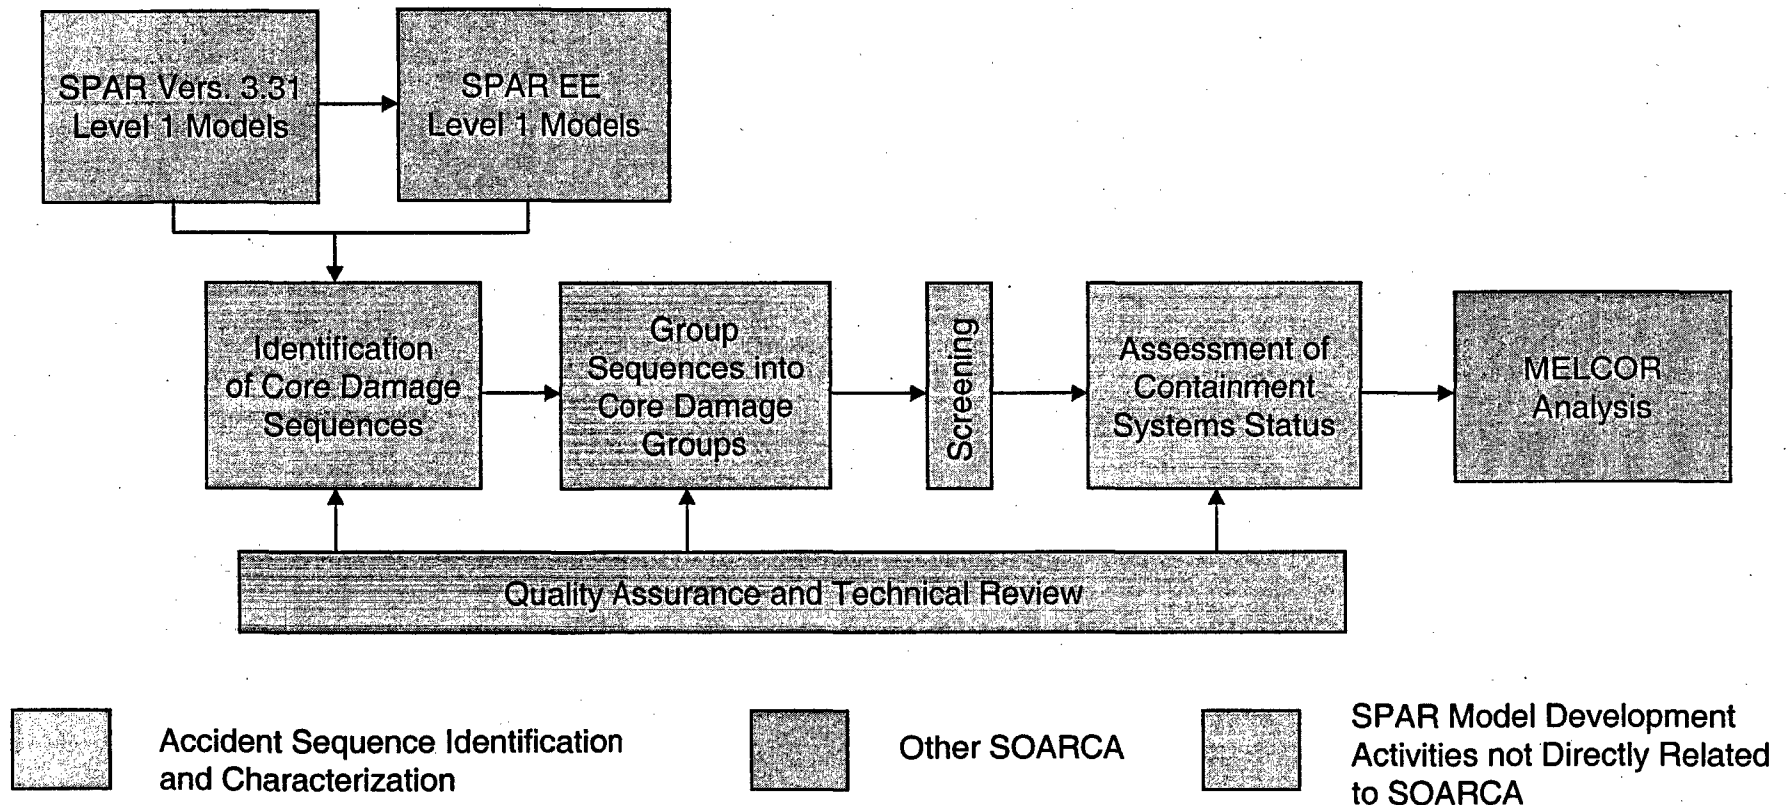 SPAR Vers. 3.31
Level 1 Models
SPAR EE
Level 1 Models
Identification
of Core Damage
Sequences
Group
Sequences into
Core Damage
Groups
Screening
Assessment of
Containment
Systems Status
MELCOR
Analysis
Quality Assurance and Technical Review
Accident Sequence Identification
and Characterization
Other SOARCA
SPAR Model Development
Activities not Directly Related
to SOARCA